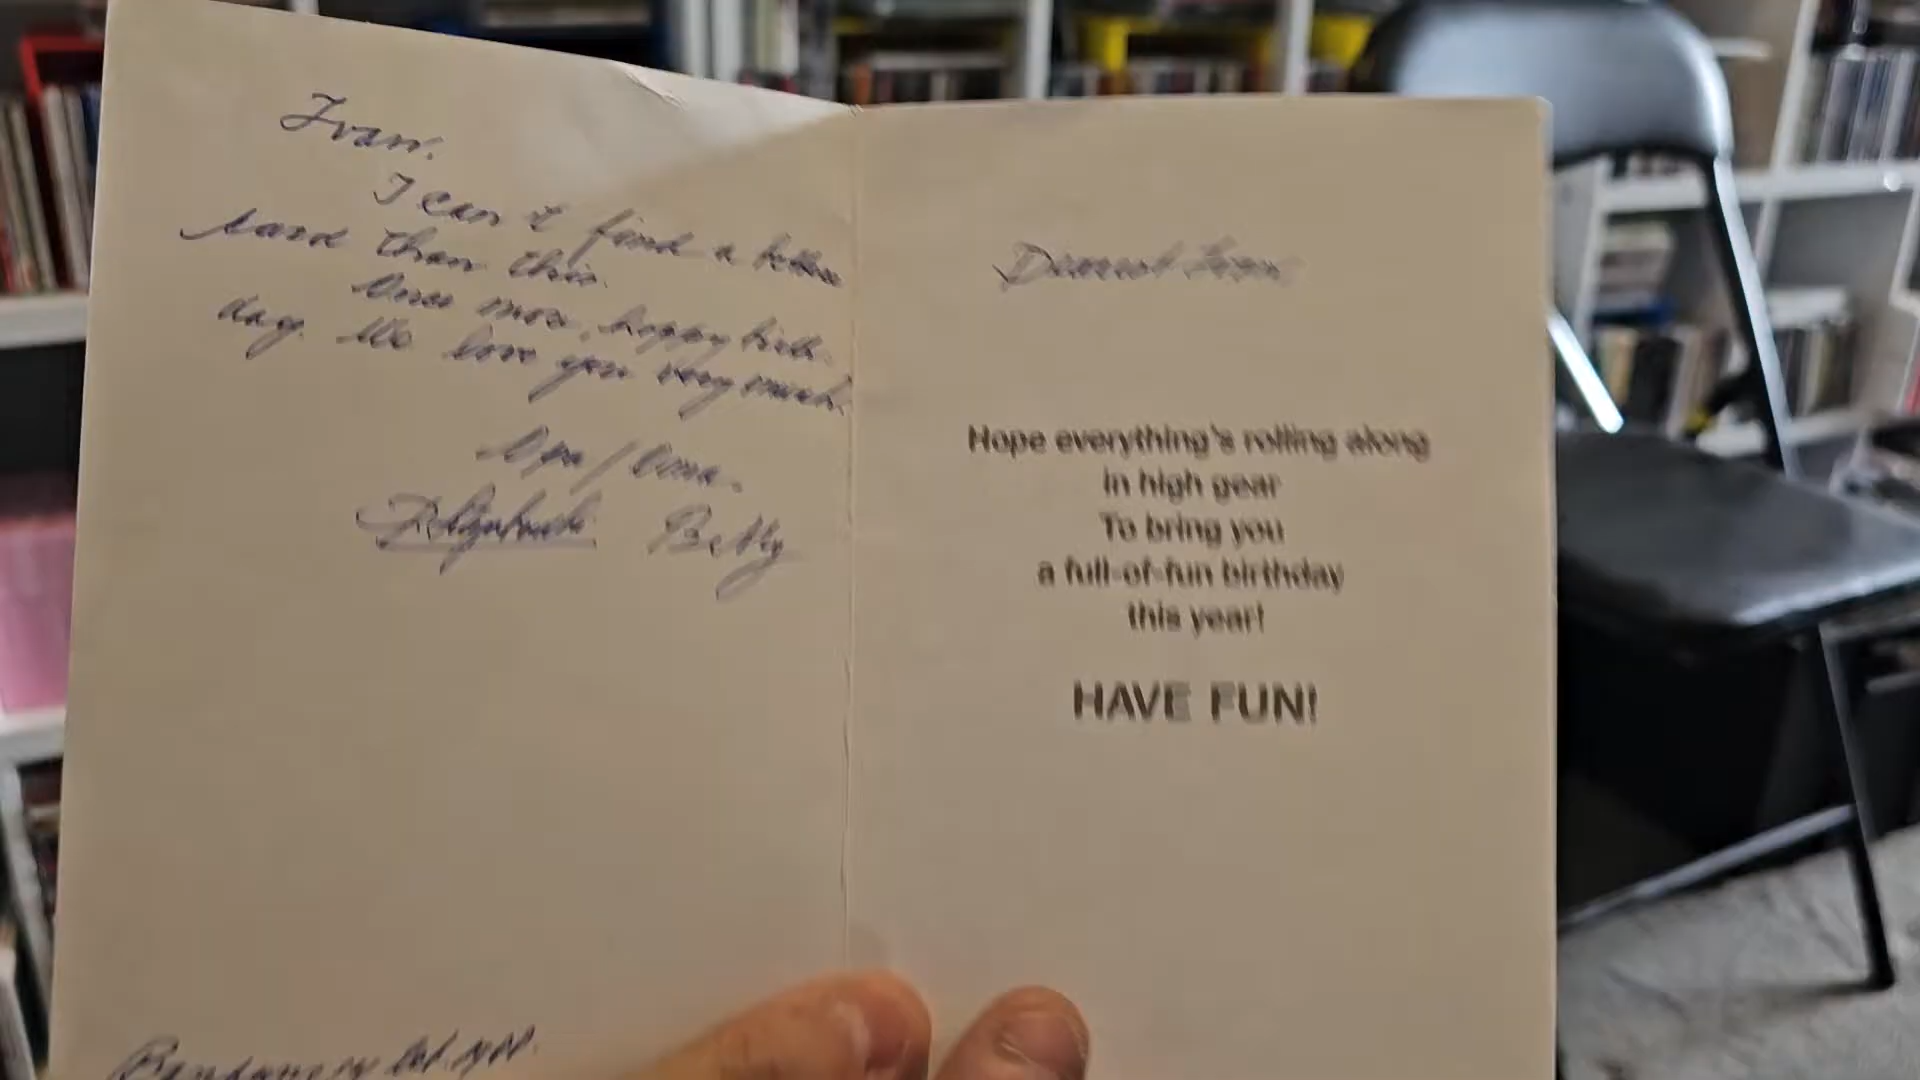 Ivan.
I can't find a better
card than this.
Once more, happy birth-
day. We love you very much.
Opa / Oma.
Betty
Dearest Ivan
Hope everything's rolling along
in high gear
To bring you
a full-of-fun birthday
this year!
HAVE FUN!